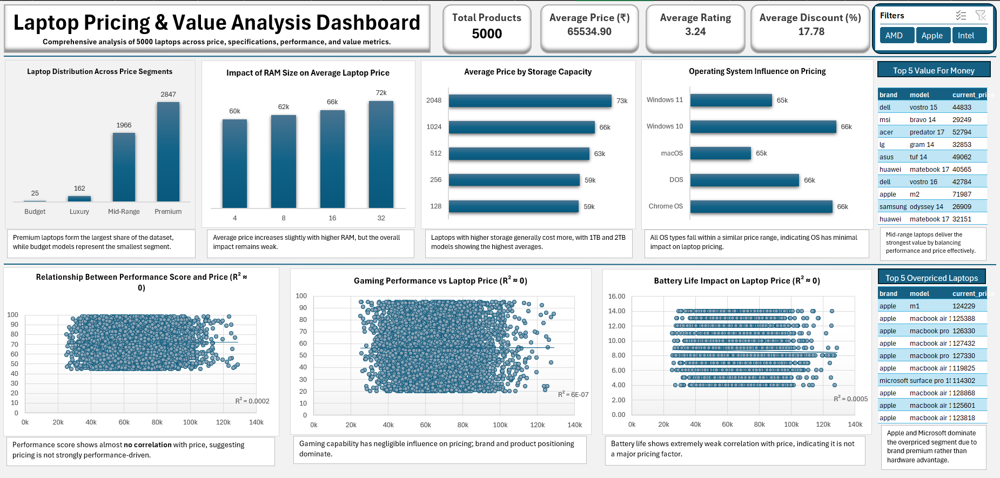 Laptop Pricing & Value Analysis Dashboard
Comprehensive analysis of 5000 laptops across price, specifications, performance, and value metrics.
Total Products
5000
Average Price (₹)
65534.90
Average Rating
3.24
Average Discount (%)
17.78
Filters
AMD
Apple
Intel
Laptop Distribution Across Price Segments
2847
1966
162
25
Budget
Luxury
Mid-Range
Premium
Premium laptops form the largest share of the dataset,
while budget models represent the smallest segment.
Impact of RAM Size on Average Laptop Price
60k
62k
66k
72k
4
8
16
32
Average price increases slightly with higher RAM, but the overall
impact remains weak.
Average Price by Storage Capacity
2048 73k
1024 66k
512 63k
256 59k
128 59k
Laptops with higher storage generally cost more, with 1TB and 2TB
models showing the highest averages.
Operating System Influence on Pricing
Windows 11 65k
Windows 10 66k
macOS 65k
DOS 66k
Chrome OS 66k
All OS types fall within a similar price range, indicating OS has minimal
impact on laptop pricing.
Top 5 Value For Money
brand model current_price
dell vostro 15 44833
msi bravo 14 29249
acer predator 17 52794
lg gram 14 32853
asus tuf 14 49062
huawei matebook 17 40565
dell vostro 16 42784
apple m2 71987
samsung odyssey 14 26909
huawei matebook 17 32151
Mid-range laptops deliver the
strongest value by balancing
performance and price effectively.
Relationship Between Performance Score and Price (R² ≈
0)
100
90
80
70
60
50
40
30
20
10
0
R² = 0.0002
0k 20k 40k 60k 80k 100k 120k 140k
Performance score shows almost no correlation with price, suggesting
pricing is not strongly performance-driven.
Gaming Performance vs Laptop Price (R² ≈ 0)
100
90
80
70
60
50
40
30
20
10
0
R² = 6E-07
0k 20k 40k 60k 80k 100k 120k 140k
Gaming capability has negligible influence on pricing; brand and product positioning
dominate.
Battery Life Impact on Laptop Price (R² ≈ 0)
16.00
14.00
12.00
10.00
8.00
6.00
4.00
2.00
0.00
R² = 0.0005
0k 20k 40k 60k 80k 100k 120k 140k
Battery life shows extremely weak correlation with price, indicating it is not
a major pricing factor.
Top 5 Overpriced Laptops
brand model current_price
apple m1 124229
apple macbook air 1 125388
apple macbook pro 126330
apple macbook air 1 127432
apple macbook pro 127330
apple macbook air 1 119825
microsoft surface pro 15 114302
apple macbook air 1 128868
apple macbook air 1 125601
apple macbook air 1 123818
Apple and Microsoft dominate
the overpriced segment due to
brand premium rather than
hardware advantage.